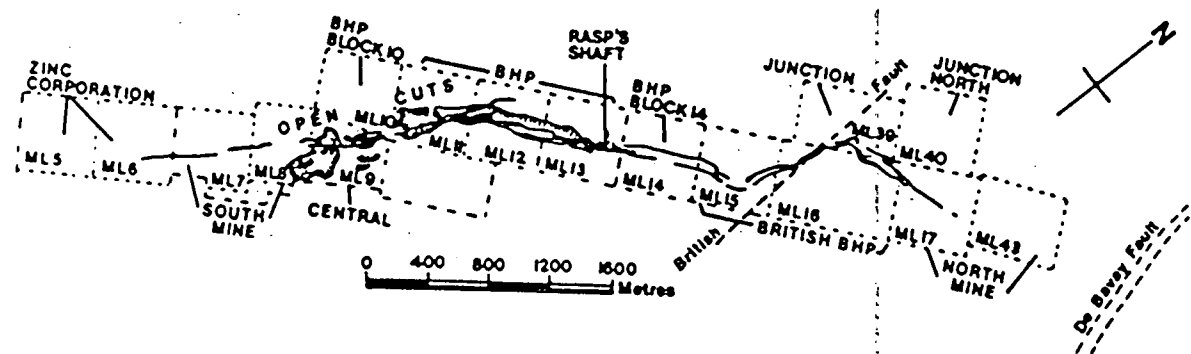 ZINC
CORPORATION
BHP
BLOCK 10
BHP
RASP'S
SHAFT
BHP
BLOCK 14
JUNCTION
Fault
JUNCTION
NORTH
N
OPEN CUTS
ML5
ML6
ML7
ML8
ML9
ML10
ML11
ML12
ML13
ML14
ML15
ML16
ML39
ML40
ML17
ML43
SOUTH
MINE
CENTRAL
British
BRITISH BHP
NORTH
MINE
De Bavay Fault
0 400 800 1200 1600
Metres